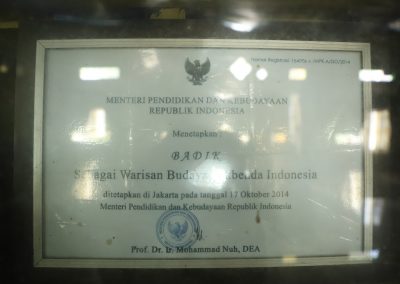 MENTERI PENDIDIKAN DAN KEBUDAYAAN
REPUBLIK INDONESIA
Menetapkan :
BADIK
Sebagai Warisan Budaya Indonesia
ditetapkan di Jakarta pada tanggal 17 Oktober 2014
Menteri Pendidikan dan Kebudayaan Republik Indonesia
Prof. Dr. Ir. Mohammad Nuh, DEA